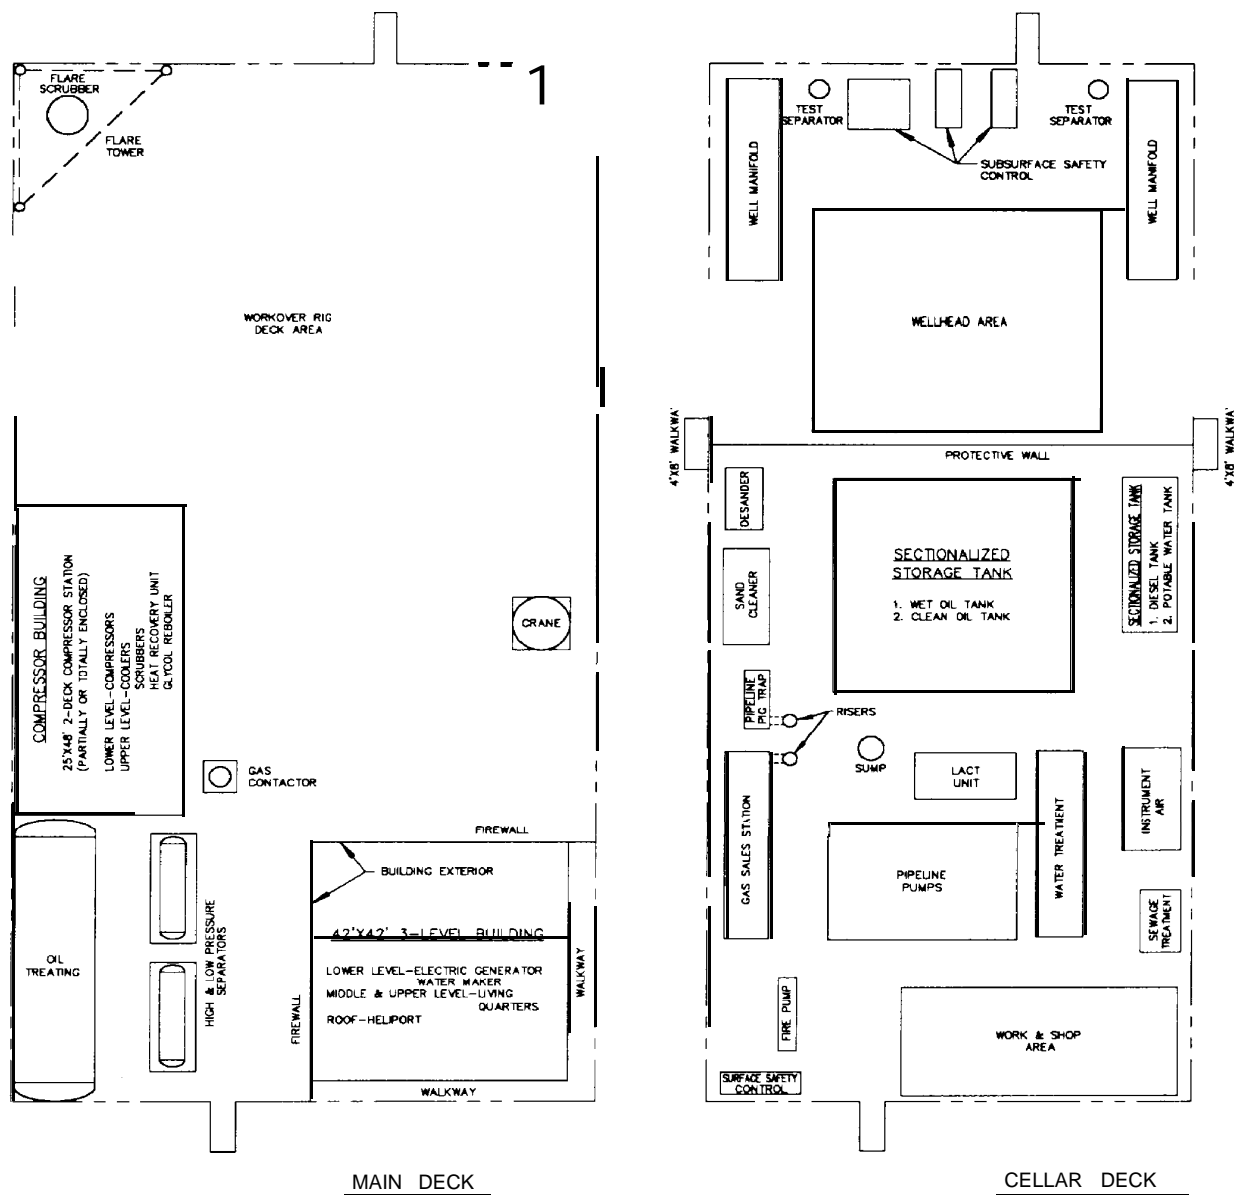 1
FLARE
SCRUBBER
FLARE
TOWER
WORKOVER RIG
DECK AREA
COMPRESSOR BUILDING
25'X48' 2-DECK COMPRESSOR STATION
(PARTIALLY OR TOTALLY ENCLOSED)
LOWER LEVEL-COMPRESSORS
UPPER LEVEL-COOLERS
SCRUBBERS
HEAT RECOVERY UNIT
GLYCOL REBOILER
CRANE
GAS
CONTACTOR
FIREWALL
BUILDING EXTERIOR
OIL
TREATING
HIGH & LOW PRESSURE
SEPARATORS
FIREWALL
42'X42' 3-LEVEL BUILDING
LOWER LEVEL-ELECTRIC GENERATOR
WATER MAKER
MIDDLE & UPPER LEVEL-LIVING
QUARTERS
ROOF-HELIPORT
WALKWAY
WALKWAY
MAIN DECK
WELL MANIFOLD
TEST
SEPARATOR
TEST
SEPARATOR
SUBSURFACE SAFETY
CONTROL
WELL MANIFOLD
WELLHEAD AREA
4'X8' WALKWA'
PROTECTIVE WALL
4'X8' WALKWA'
DESANDER
SAND
CLEANER
SECTIONALIZED
STORAGE TANK
1. WET OIL TANK
2. CLEAN OIL TANK
SECTIONALIZED STORAGE TANK
1. DIESEL TANK
2. POTABLE WATER TANK
PIPELINE
PIG TRAP
RISERS
SUMP
LACT
UNIT
GAS SALES STATION
PIPELINE
PUMPS
WATER TREATMENT
INSTRUMENT
AIR
SEWAGE
TREATMENT
FIRE PUMP
WORK & SHOP
AREA
SURFACE SAFETY
CONTROL
CELLAR DECK